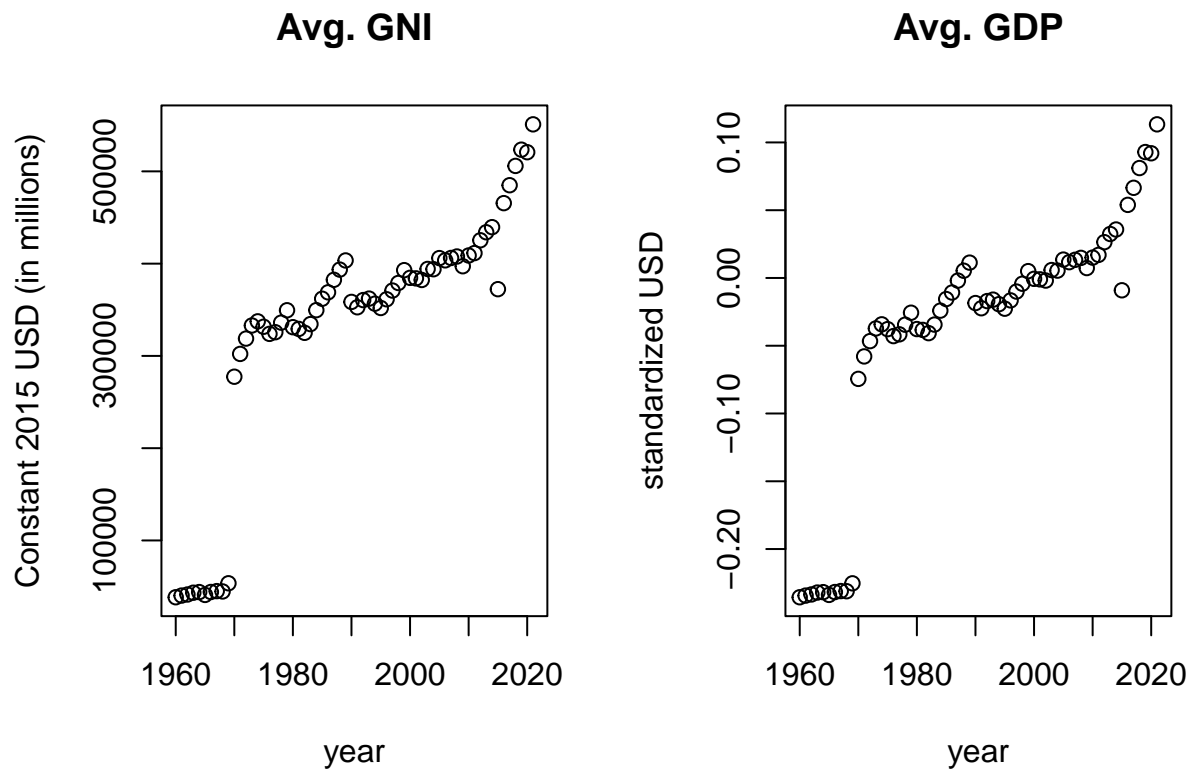 Avg. GNI
Constant 2015 USD (in millions)
500000
300000
100000
1960 1980 2000 2020
year
Avg. GDP
standardized USD
0.10
0.00
−0.10
−0.20
1960 1980 2000 2020
year